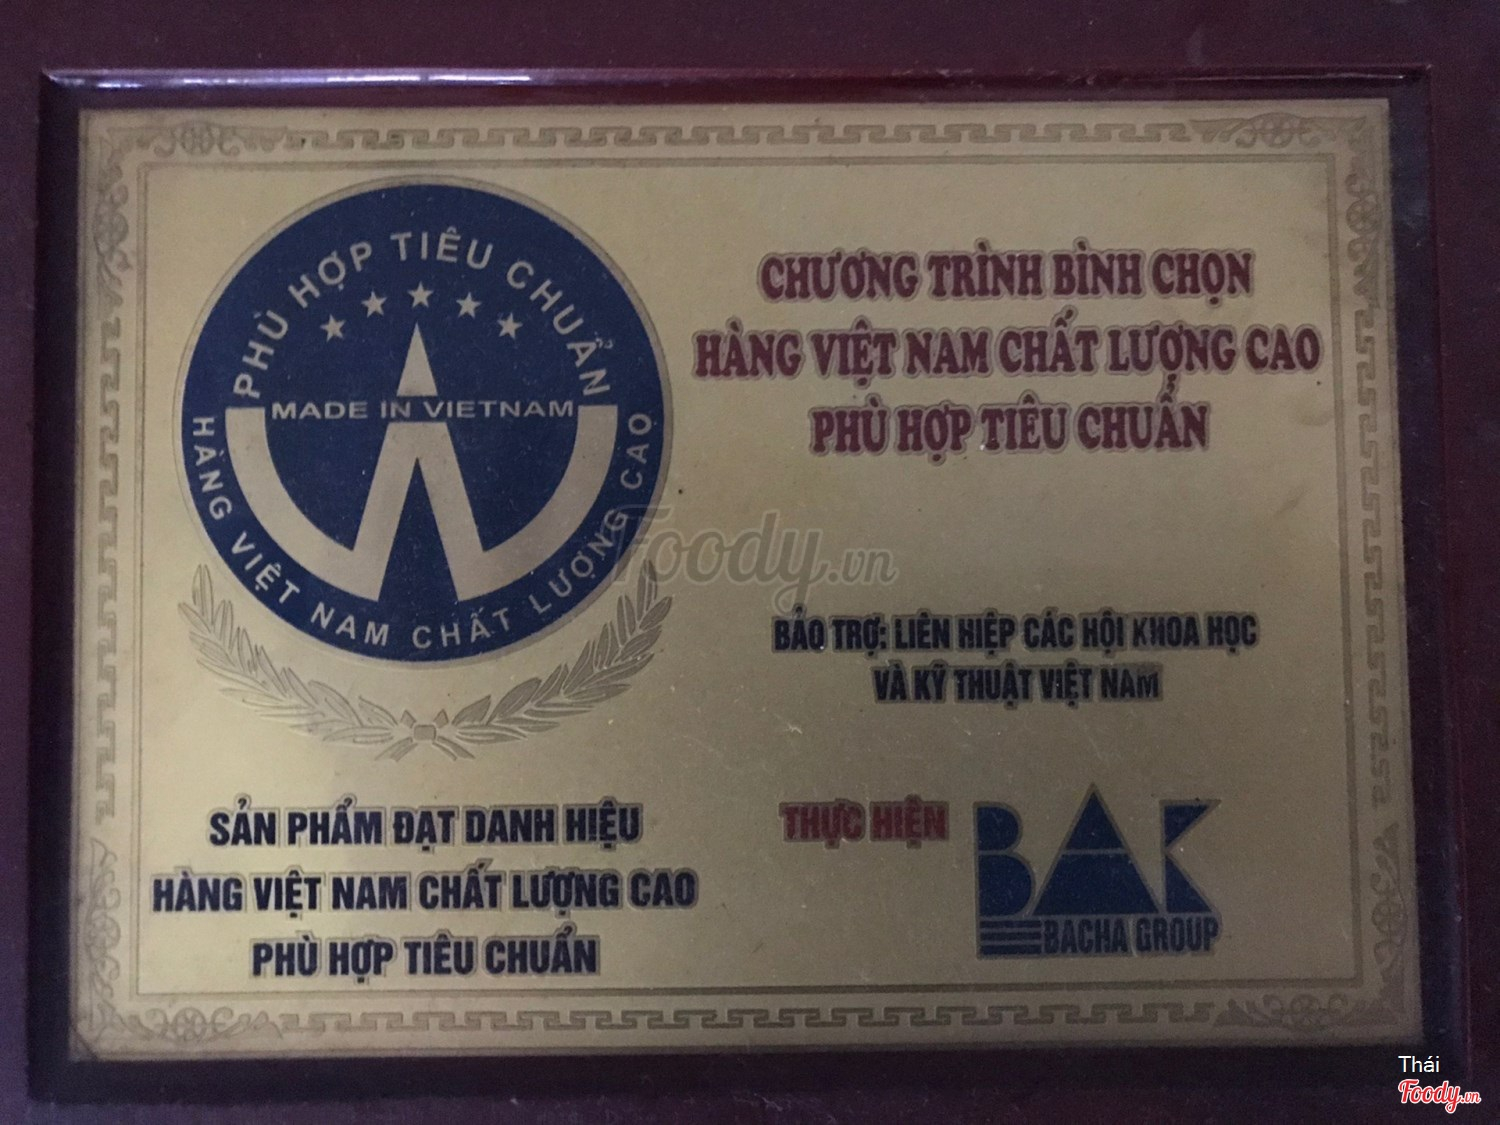 PHÙ HỢP TIÊU CHUẨN
MADE IN VIETNAM
HÀNG VIỆT NAM CHẤT LƯỢNG CAO
CHƯƠNG TRÌNH BÌNH CHỌN
HÀNG VIỆT NAM CHẤT LƯỢNG CAO
PHÙ HỢP TIÊU CHUẨN
Foody.vn
BẢO TRỢ: LIÊN HIỆP CÁC HỘI KHOA HỌC
VÀ KỸ THUẬT VIỆT NAM
SẢN PHẨM ĐẠT DANH HIỆU
HÀNG VIỆT NAM CHẤT LƯỢNG CAO
PHÙ HỢP TIÊU CHUẨN
THỰC HIỆN
BAK
BACHA GROUP
Thái
Foody.vn